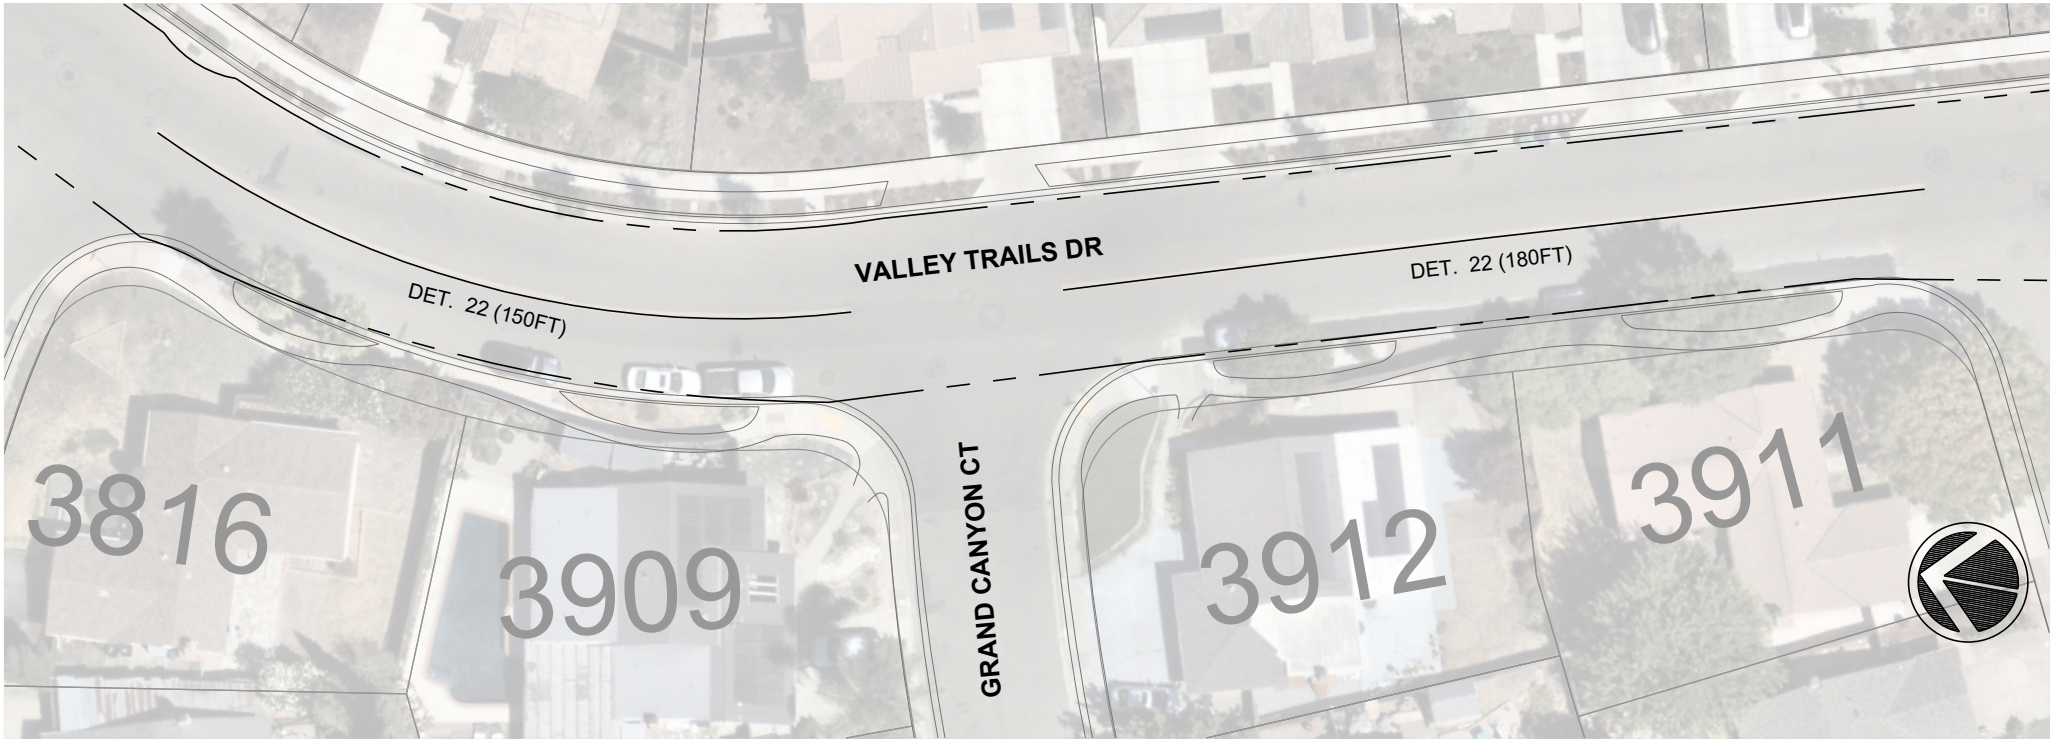 VALLEY TRAILS DR
DET. 22 (180FT)
DET. 22 (150FT)
GRAND CANYON CT
3816
3909
3912
3911